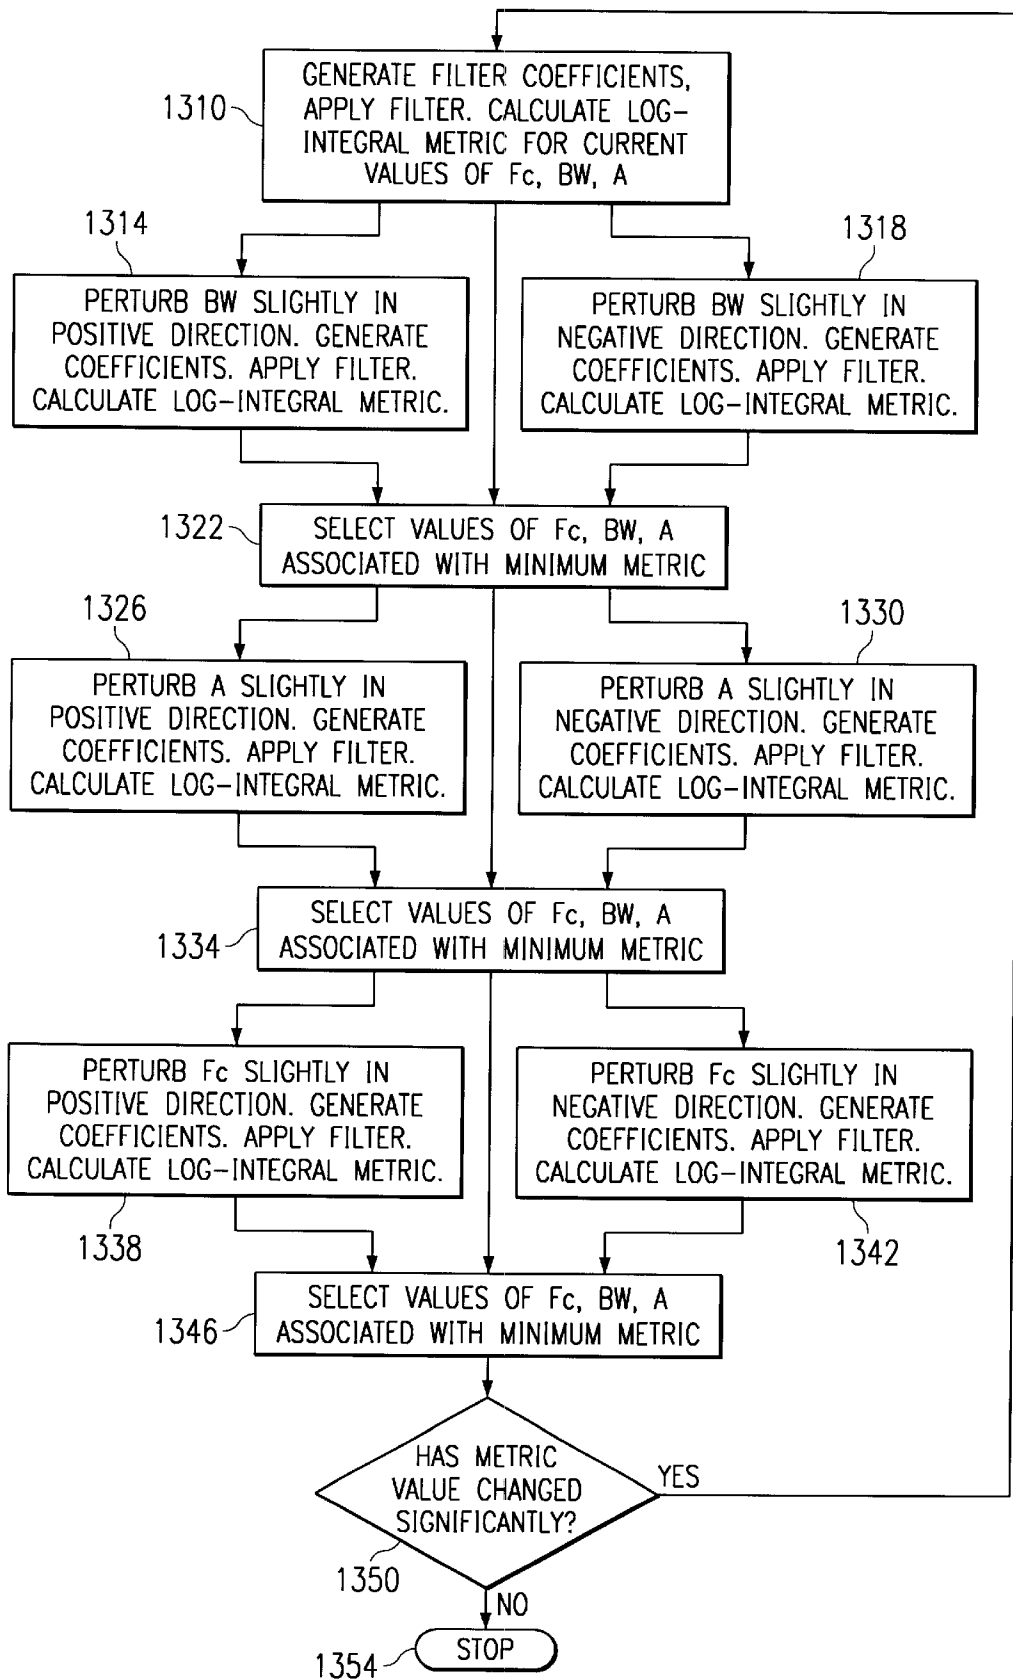 GENERATE FILTER COEFFICIENTS,
APPLY FILTER. CALCULATE LOG-
INTEGRAL METRIC FOR CURRENT
VALUES OF Fc, BW, A
1310
1314
1318
PERTURB BW SLIGHTLY IN
POSITIVE DIRECTION. GENERATE
COEFFICIENTS. APPLY FILTER.
CALCULATE LOG-INTEGRAL METRIC.
PERTURB BW SLIGHTLY IN
NEGATIVE DIRECTION. GENERATE
COEFFICIENTS. APPLY FILTER.
CALCULATE LOG-INTEGRAL METRIC.
1322
SELECT VALUES OF Fc, BW, A
ASSOCIATED WITH MINIMUM METRIC
1326
1330
PERTURB A SLIGHTLY IN
POSITIVE DIRECTION. GENERATE
COEFFICIENTS. APPLY FILTER.
CALCULATE LOG-INTEGRAL METRIC.
PERTURB A SLIGHTLY IN
NEGATIVE DIRECTION. GENERATE
COEFFICIENTS. APPLY FILTER.
CALCULATE LOG-INTEGRAL METRIC.
1334
SELECT VALUES OF Fc, BW, A
ASSOCIATED WITH MINIMUM METRIC
PERTURB Fc SLIGHTLY IN
POSITIVE DIRECTION. GENERATE
COEFFICIENTS. APPLY FILTER.
CALCULATE LOG-INTEGRAL METRIC.
PERTURB Fc SLIGHTLY IN
NEGATIVE DIRECTION. GENERATE
COEFFICIENTS. APPLY FILTER.
CALCULATE LOG-INTEGRAL METRIC.
1338
1342
1346
SELECT VALUES OF Fc, BW, A
ASSOCIATED WITH MINIMUM METRIC
HAS METRIC
VALUE CHANGED
SIGNIFICANTLY?
YES
1350
NO
1354
STOP